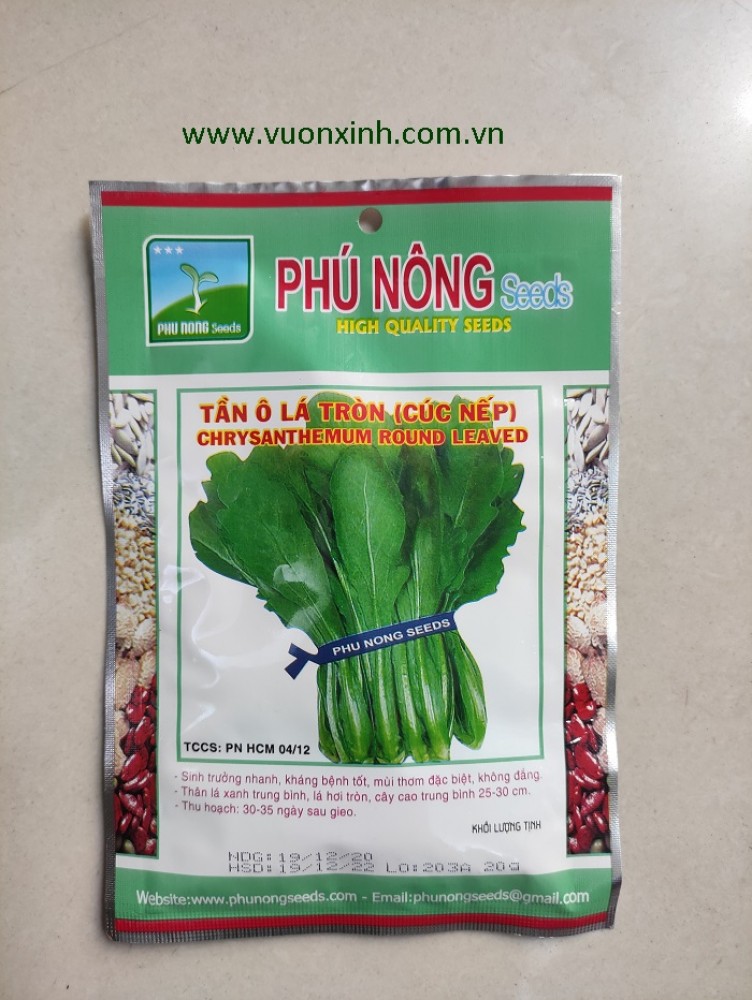 www.vuonxinh.com.vn
PHÚ NÔNG Seeds
HIGH QUALITY SEEDS
PHU NONG Seeds
TẦN Ô LÁ TRÒN (CÚC NẾP)
CHRYSANTHEMUM ROUND LEAVED
PHU NONG SEEDS
TCCS: PN HCM 04/12
- Sinh trưởng nhanh, kháng bệnh tốt, mùi thơm đặc biệt, không đắng.
- Thân lá xanh trung bình, lá hơi tròn, cây cao trung bình 25-30 cm.
- Thu hoạch: 30-35 ngày sau gieo.
KHỐI LƯỢNG TỊNH
NDG:19/12/20
HSD:19/12/22 LO:203A 20g
Website:www.phunongseeds.com - Email:phunongseeds@gmail.com